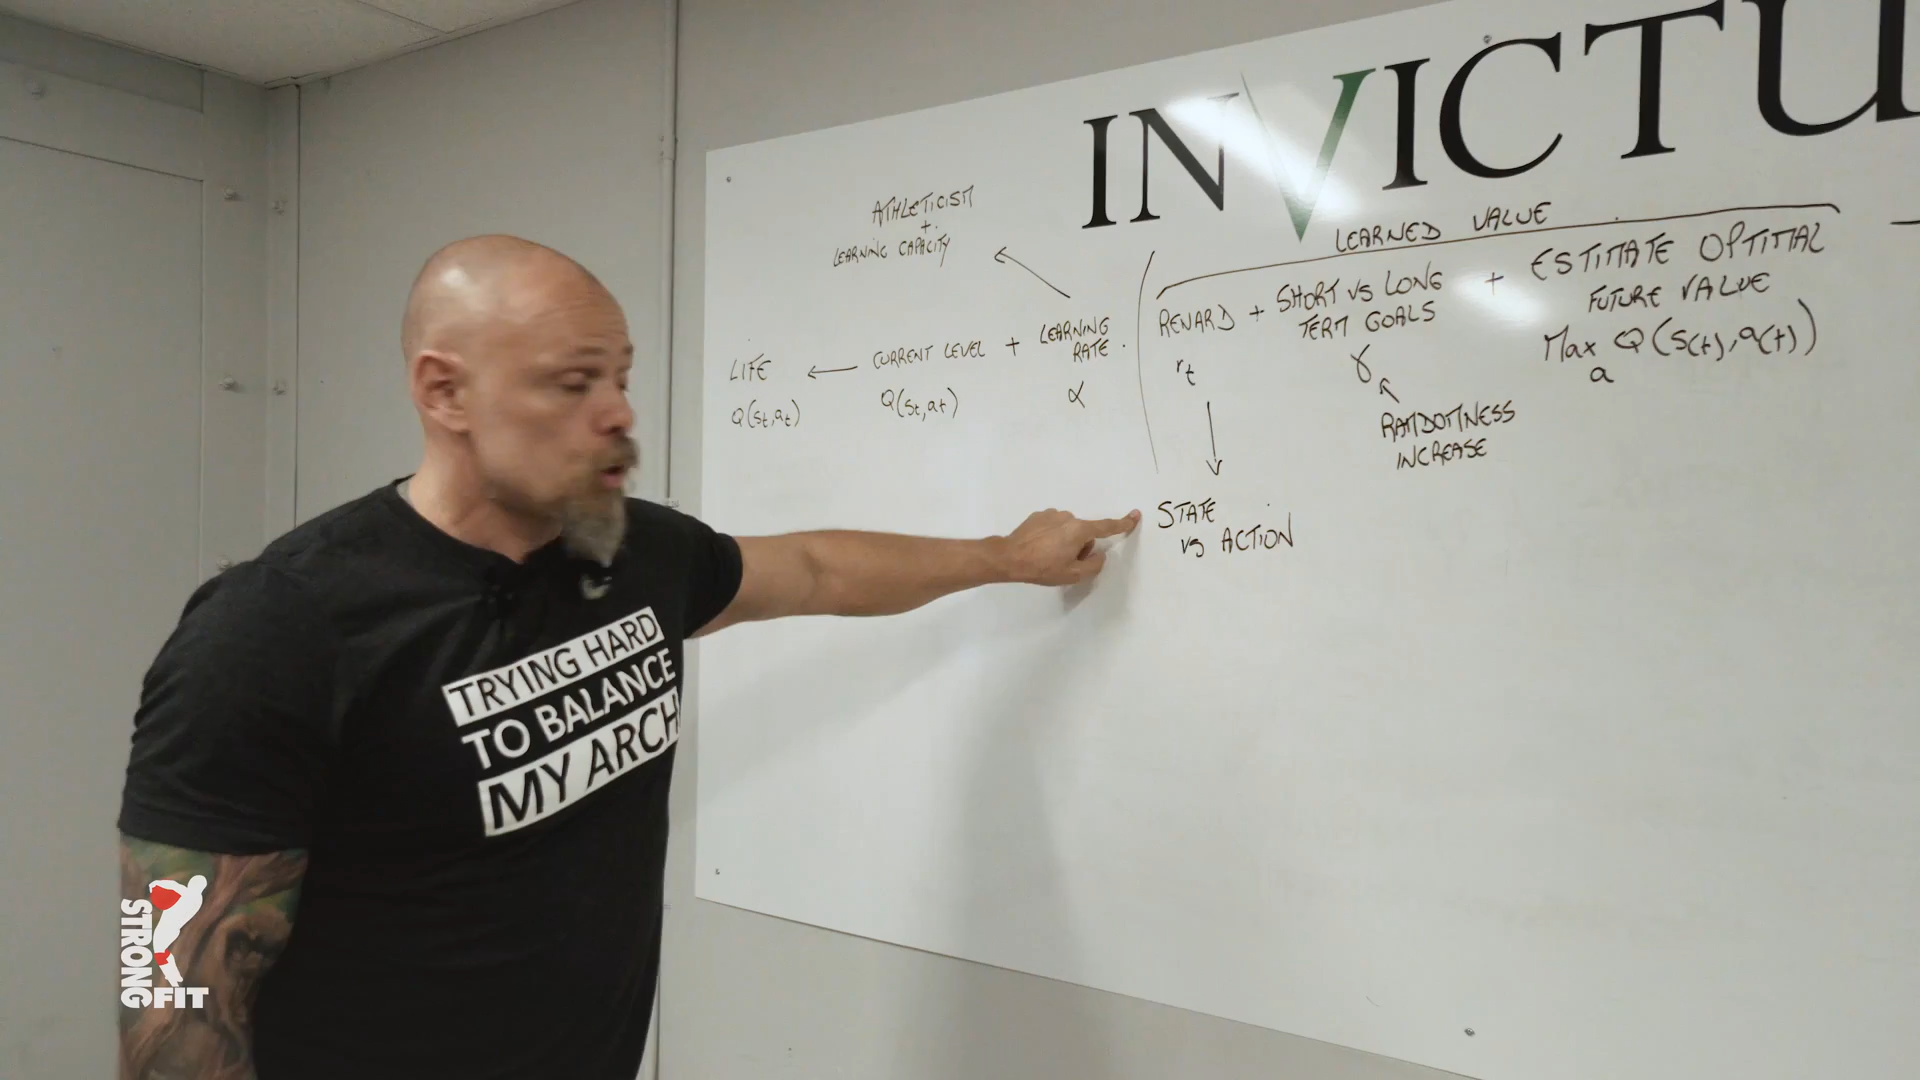 INVICTU
ATHLETICISM
+
LEARNING CAPACITY
LEARNED VALUE
LIFE ← CURRENT LEVEL + LEARNING RATE · ( REWARD + SHORT VS LONG TERM GOALS + ESTIMATE OPTIMAL FUTURE VALUE
Q(st,at) Q(st,at) α rt γ Max Q(s(t),a(t))
a
RANDOMNESS
INCREASE
STATE
vs ACTION
TRYING HARD
TO BALANCE
MY ARCH
STRONG
FIT